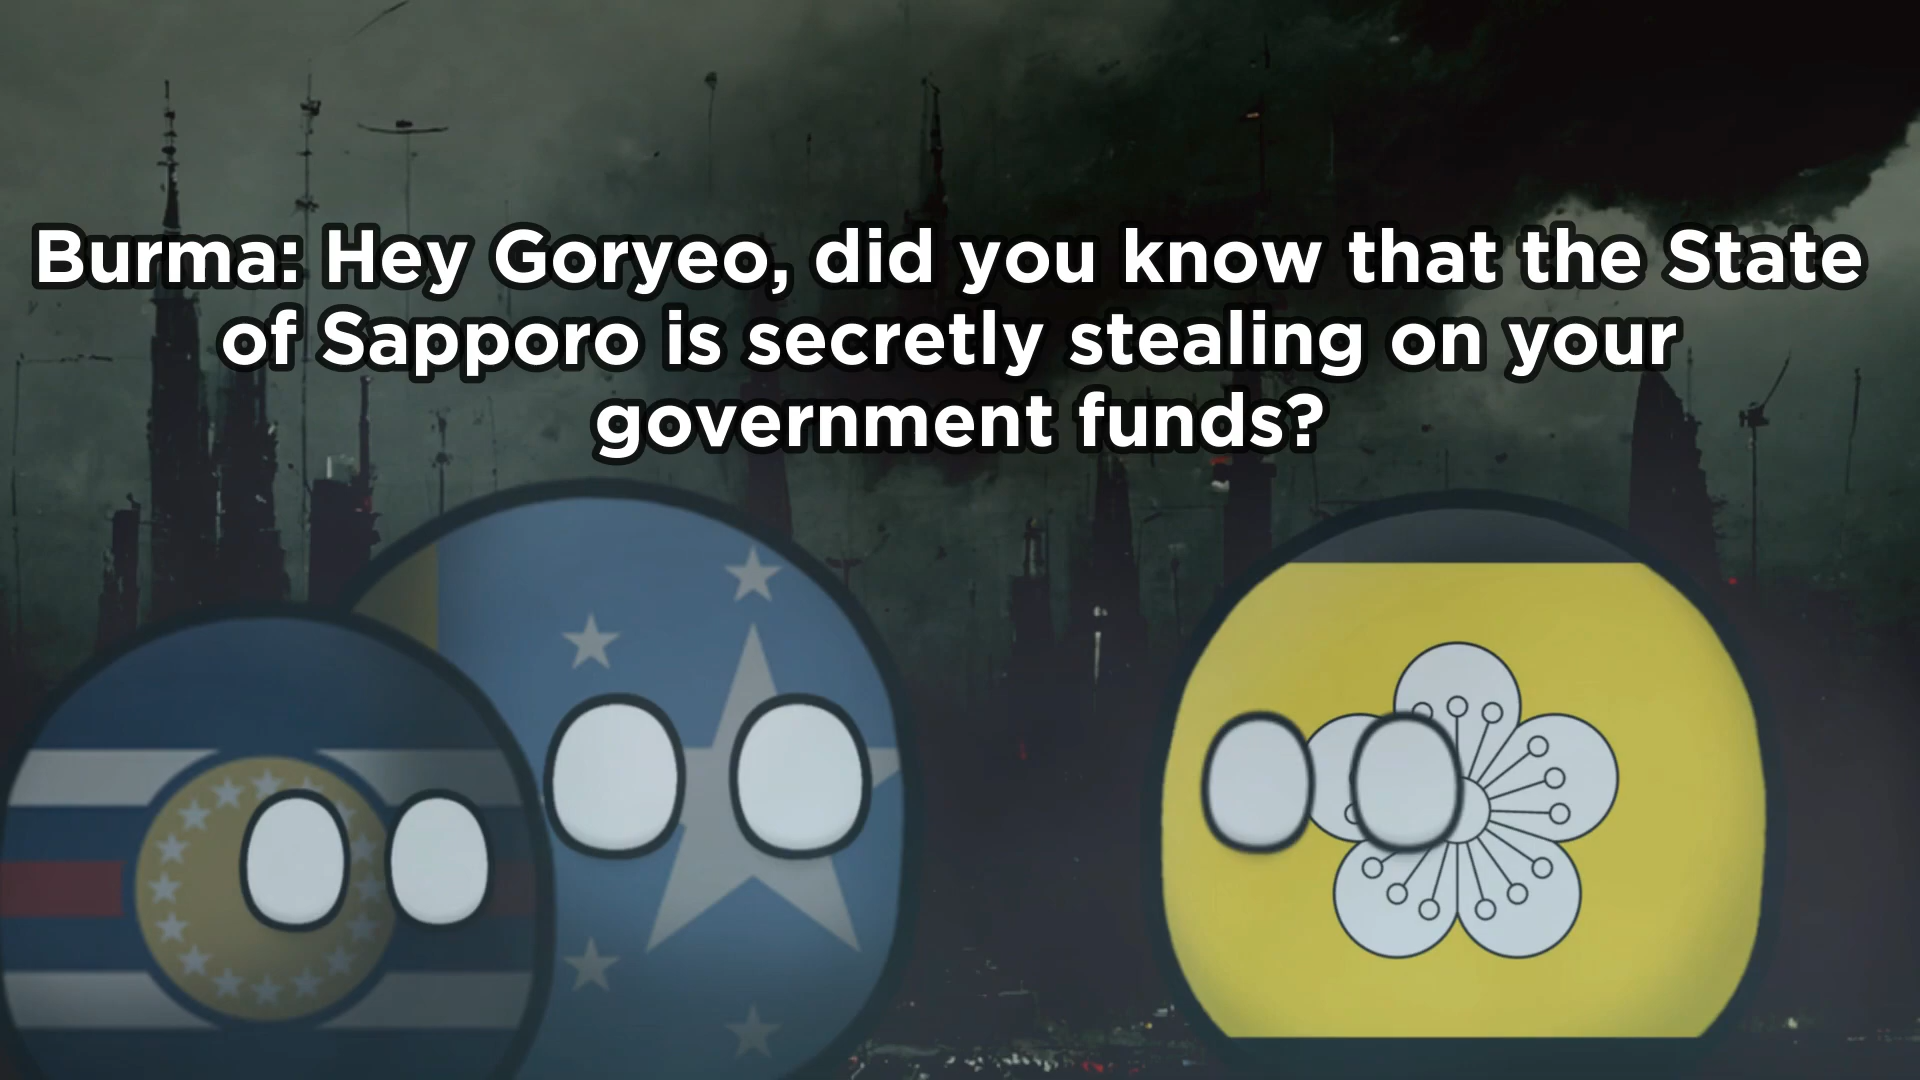 Burma: Hey Goryeo, did you know that the State
of Sapporo is secretly stealing on your
government funds?